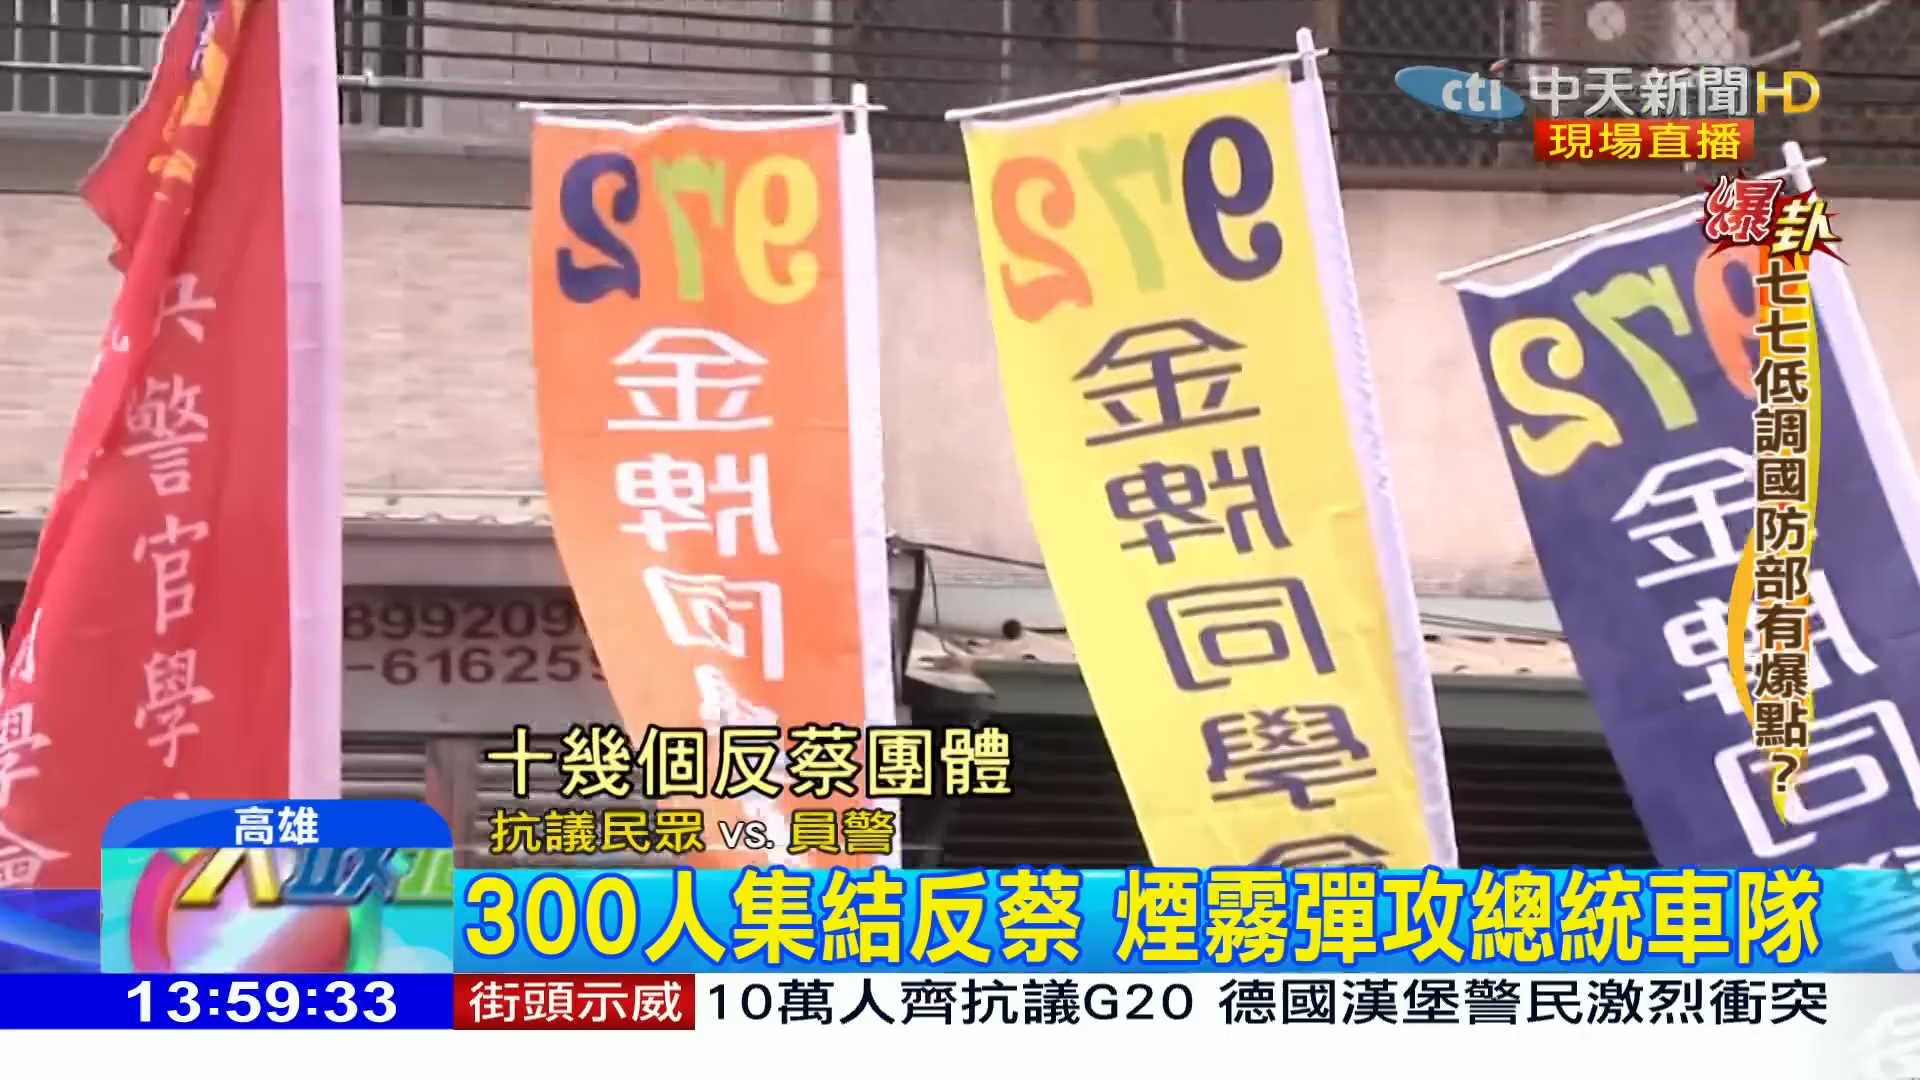 cti 中天新聞HD
現場直播
爆卦
七七低調國防部有爆點?
警官學
學會
972
金牌同
972
金牌同學會
972
金牌同
899209
-61625
十幾個反蔡團體
抗議民眾 vs. 員警
高雄
300人集結反蔡 煙霧彈攻總統車隊
13:59:33
街頭示威
10萬人齊抗議G20 德國漢堡警民激烈衝突